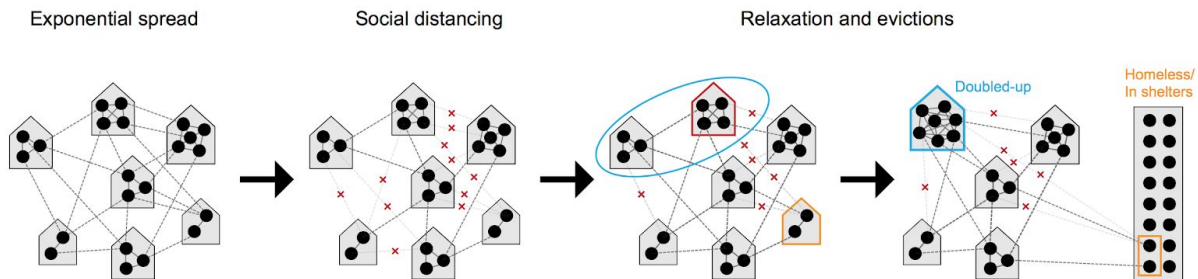 Exponential spread
Social distancing
Relaxation and evictions
Doubled-up
Homeless/
In shelters